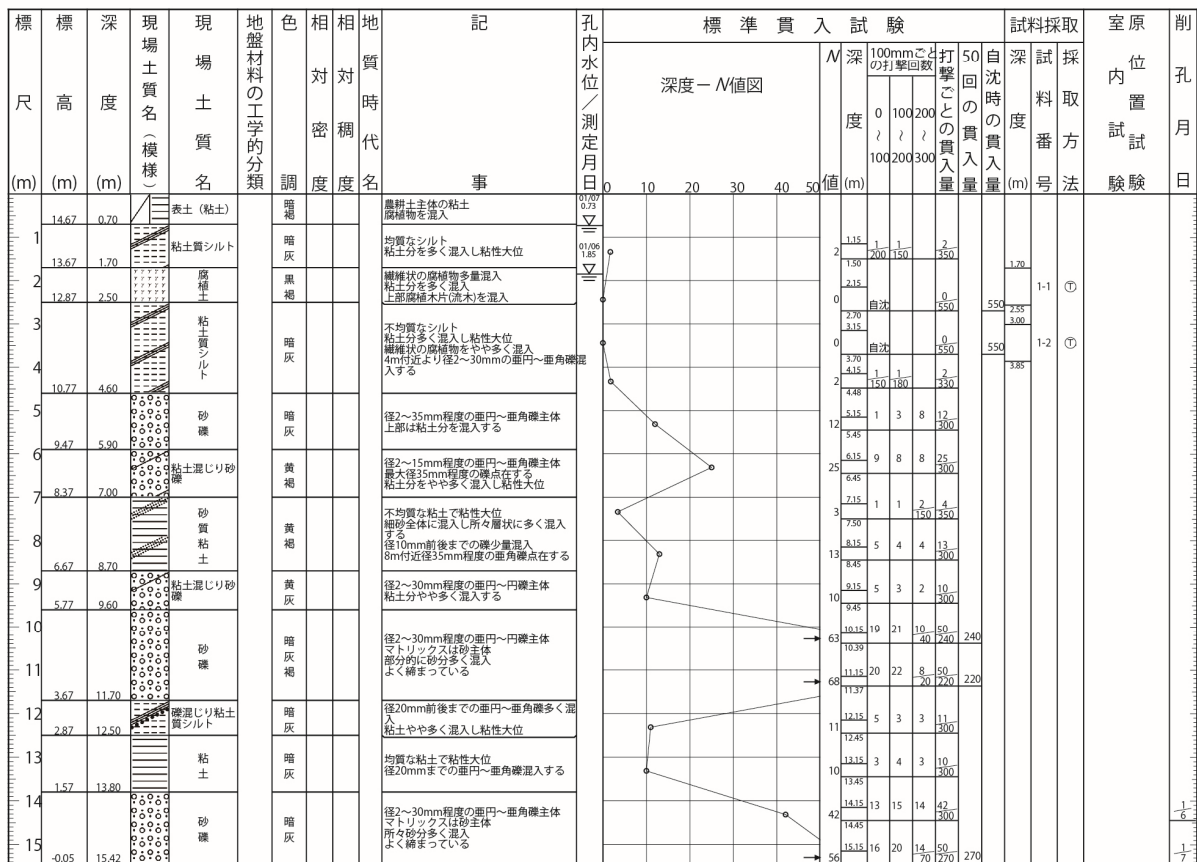 標尺(m)
標高(m)
深度(m)
現場土質名(模様)
現場土質名
地盤材料の工学的分類
色調
相対密度
相対稠度
地質時代名
記事
孔内水位/測定月日
標準貫入試験
深度-N値図
0 10 20 30 40 50
N値
深度(m)
100mmごとの打撃回数
0~100
100~200
200~300
打撃ごとの貫入量
50回の貫入量
自沈時の貫入量
試料採取
深度(m)
試料番号
採取方法
室内試験
原位置試験
削孔月日
14.67 0.70 表土(粘土) 暗褐
農耕土主体の粘土
腐植物を混入
01/07
0.73
1
13.67 1.70 粘土質シルト 暗灰
均質なシルト
粘土分を多く混入し粘性大位
01/06
1.85
2 1.15 1/200 1/150 2/350
1.50
2
12.87 2.50 腐植土 黒褐
繊維状の腐植物多量混入
粘土分を多く混入
上部腐植木片(流木)を混入
0 2.15 自沈 0/550 550
2.70
1.70
1-1 Ⓣ
2.55
3
4
10.77 4.60 粘土質シルト 暗灰
不均質なシルト
粘土分多く混入し粘性大位
繊維状の腐植物をやや多く混入
4m付近より径2~30mmの亜円~亜角礫混
入する
0 3.15 自沈 0/550 550
3.70
3.00
1-2 Ⓣ
3.85
2 4.15 1/150 1/180 2/330
4.48
5
9.47 5.90 砂礫 暗灰
径2~35mm程度の亜円~亜角礫主体
上部は粘土分を混入する
12 5.15 1 3 8 12/300
5.45
6
8.37 7.00 粘土混じり砂礫 黄褐
径2~15mm程度の亜円~亜角礫主体
最大径35mm程度の礫点在する
粘土分をやや多く混入し粘性大位
25 6.15 9 8 8 25/300
6.45
7
8
6.67 8.70 砂質粘土 黄褐
不均質な粘土で粘性大位
細砂全体に混入し所々層状に多く混入
する
径10mm前後までの礫少量混入
8m付近径35mm程度の亜角礫点在する
3 7.15 1 1 2/150 4/350
7.50
13 8.15 5 4 4 13/300
8.45
9
5.77 9.60 粘土混じり砂礫 黄灰
径2~30mm程度の亜円~円礫主体
粘土分やや多く混入する
10 9.15 5 3 2 10/300
9.45
10
11
3.67 11.70 砂礫 暗灰褐
径2~30mm程度の亜円~円礫主体
マトリックスは砂主体
部分的に砂分多く混入
よく締まっている
63 10.15 19 21 10/40 50/240 240
10.39
68 11.15 20 22 8/20 50/220 220
11.37
12
2.87 12.50 礫混じり粘土質シルト 暗灰
径20mm前後までの亜円~亜角礫多く混
入
粘土やや多く混入し粘性大位
11 12.15 5 3 3 11/300
12.45
13
1.57 13.80 粘土 暗灰
均質な粘土で粘性大位
径20mmまでの亜円~亜角礫混入する
10 13.15 3 4 3 10/300
13.45
14
15
-0.05 15.42 砂礫 暗灰
径2~30mm程度の亜円~亜角礫主体
マトリックスは砂主体
所々砂分多く混入
よく締まっている
42 14.15 13 15 14 42/300
14.45
1/6
56 15.15 16 20 14/70 50/270 270
1/7